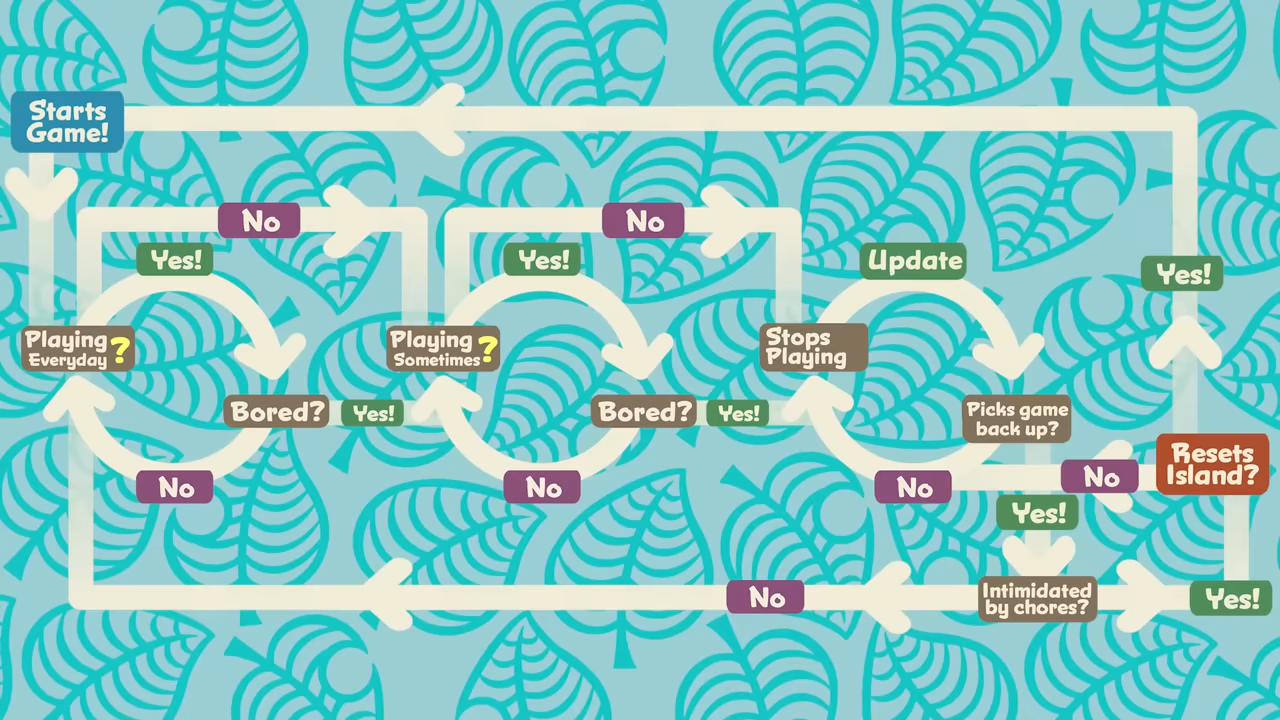 Starts
Game!
No
No
Yes!
Yes!
Update
Yes!
Playing
Everyday?
Playing
Sometimes?
Stops
Playing
Bored?
Yes!
Bored?
Yes!
Picks game
back up?
Resets
Island?
No
No
No
No
Yes!
Intimidated
by chores?
No
Yes!